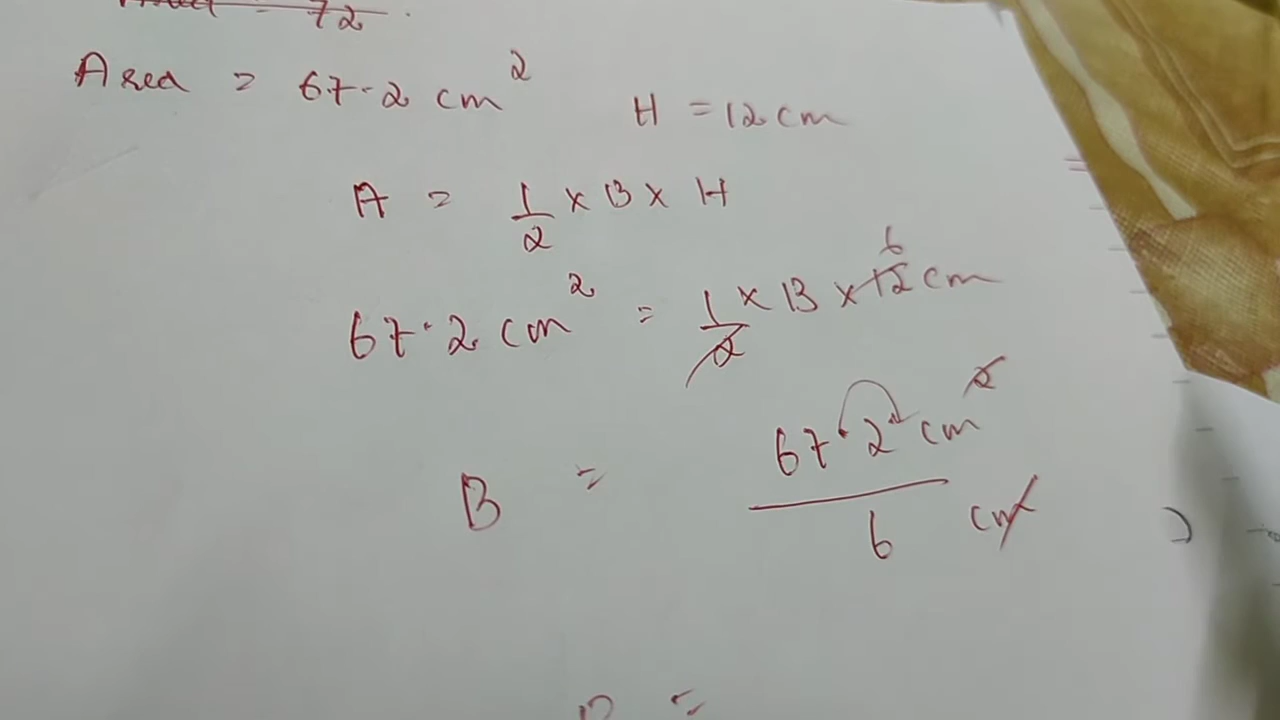 72
Area = 67.2 cm² H = 12 cm
A = 1/2 × B × H
67.2 cm² = 1/2 × B × 12 cm 6
B = 67.2 cm² / 6 cm